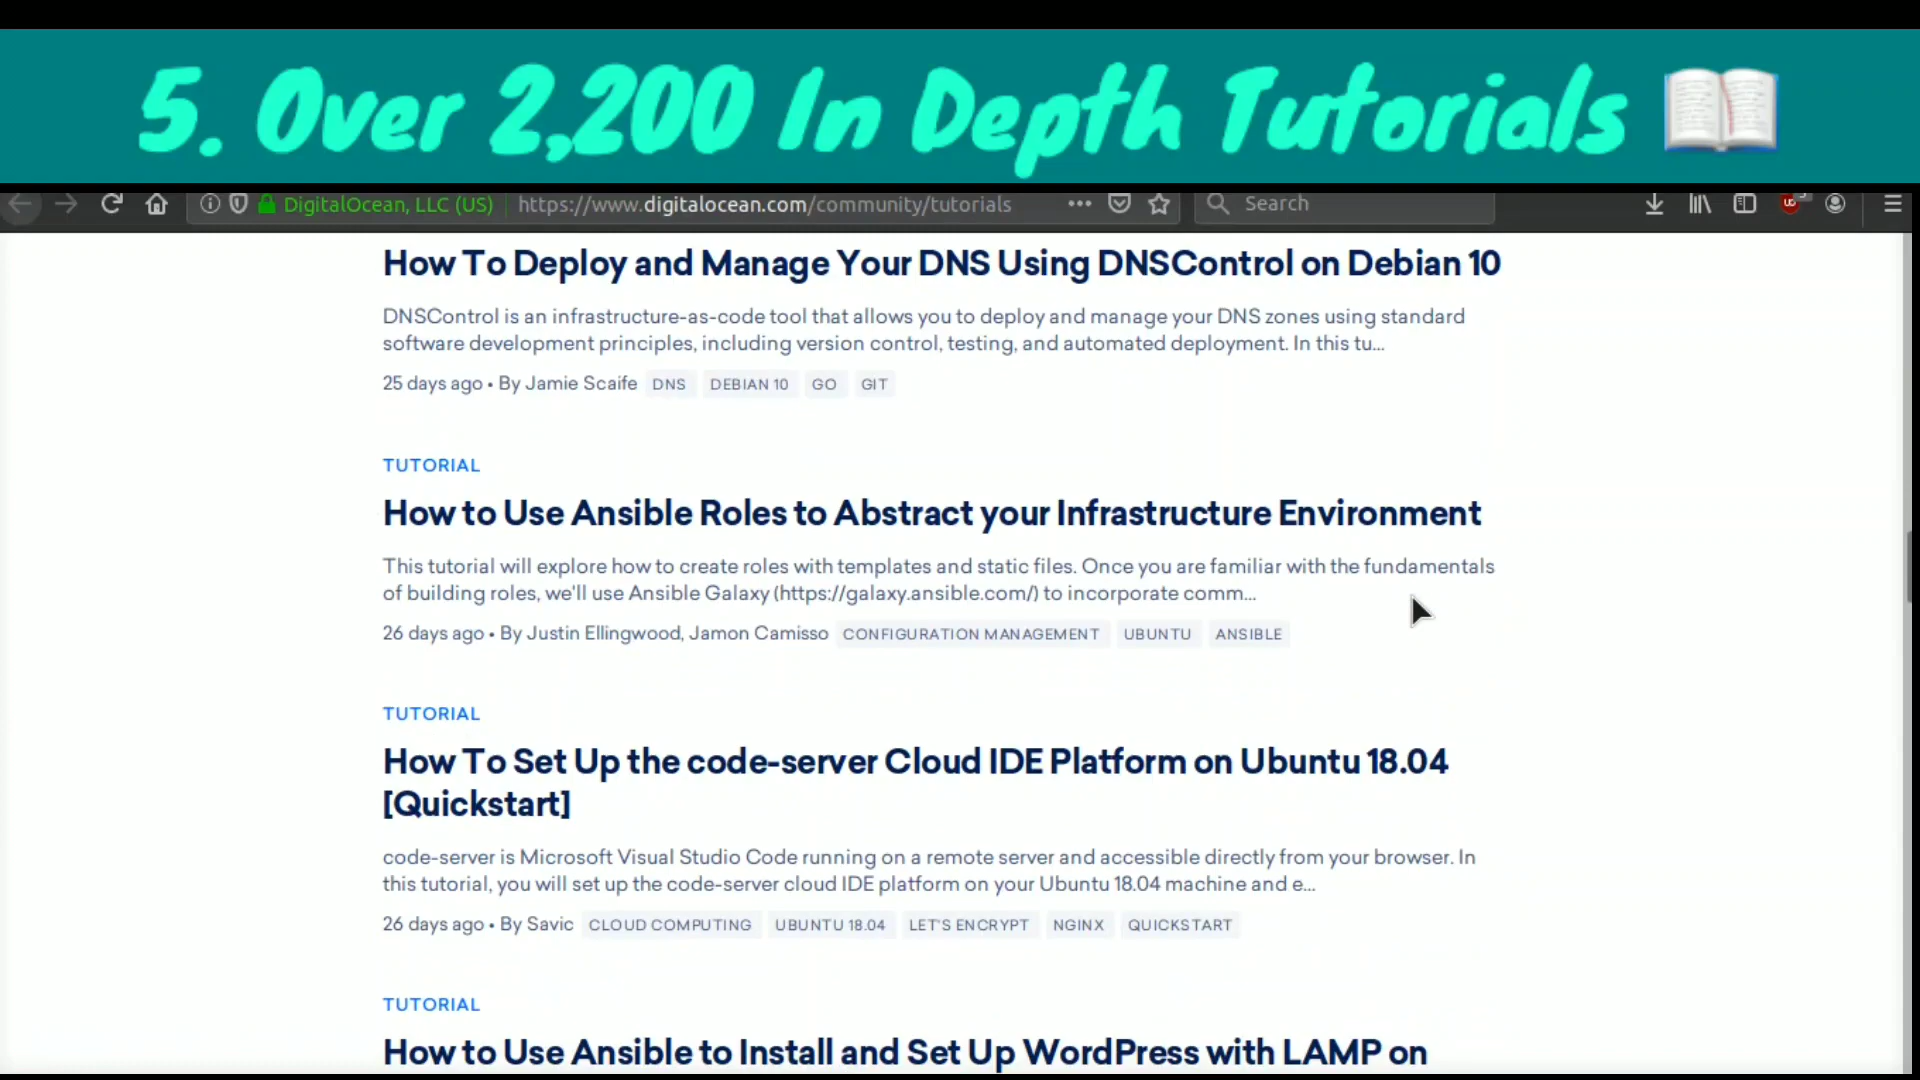 5. Over 2,200 In Depth Tutorials
DigitalOcean, LLC (US) https://www.digitalocean.com/community/tutorials Search
How To Deploy and Manage Your DNS Using DNSControl on Debian 10
DNSControl is an infrastructure-as-code tool that allows you to deploy and manage your DNS zones using standard
software development principles, including version control, testing, and automated deployment. In this tu...
25 days ago • By Jamie Scaife DNS DEBIAN 10 GO GIT
TUTORIAL
How to Use Ansible Roles to Abstract your Infrastructure Environment
This tutorial will explore how to create roles with templates and static files. Once you are familiar with the fundamentals
of building roles, we'll use Ansible Galaxy (https://galaxy.ansible.com/) to incorporate comm...
26 days ago • By Justin Ellingwood, Jamon Camisso CONFIGURATION MANAGEMENT UBUNTU ANSIBLE
TUTORIAL
How To Set Up the code-server Cloud IDE Platform on Ubuntu 18.04
[Quickstart]
code-server is Microsoft Visual Studio Code running on a remote server and accessible directly from your browser. In
this tutorial, you will set up the code-server cloud IDE platform on your Ubuntu 18.04 machine and e...
26 days ago • By Savic CLOUD COMPUTING UBUNTU 18.04 LET'S ENCRYPT NGINX QUICKSTART
TUTORIAL
How to Use Ansible to Install and Set Up WordPress with LAMP on